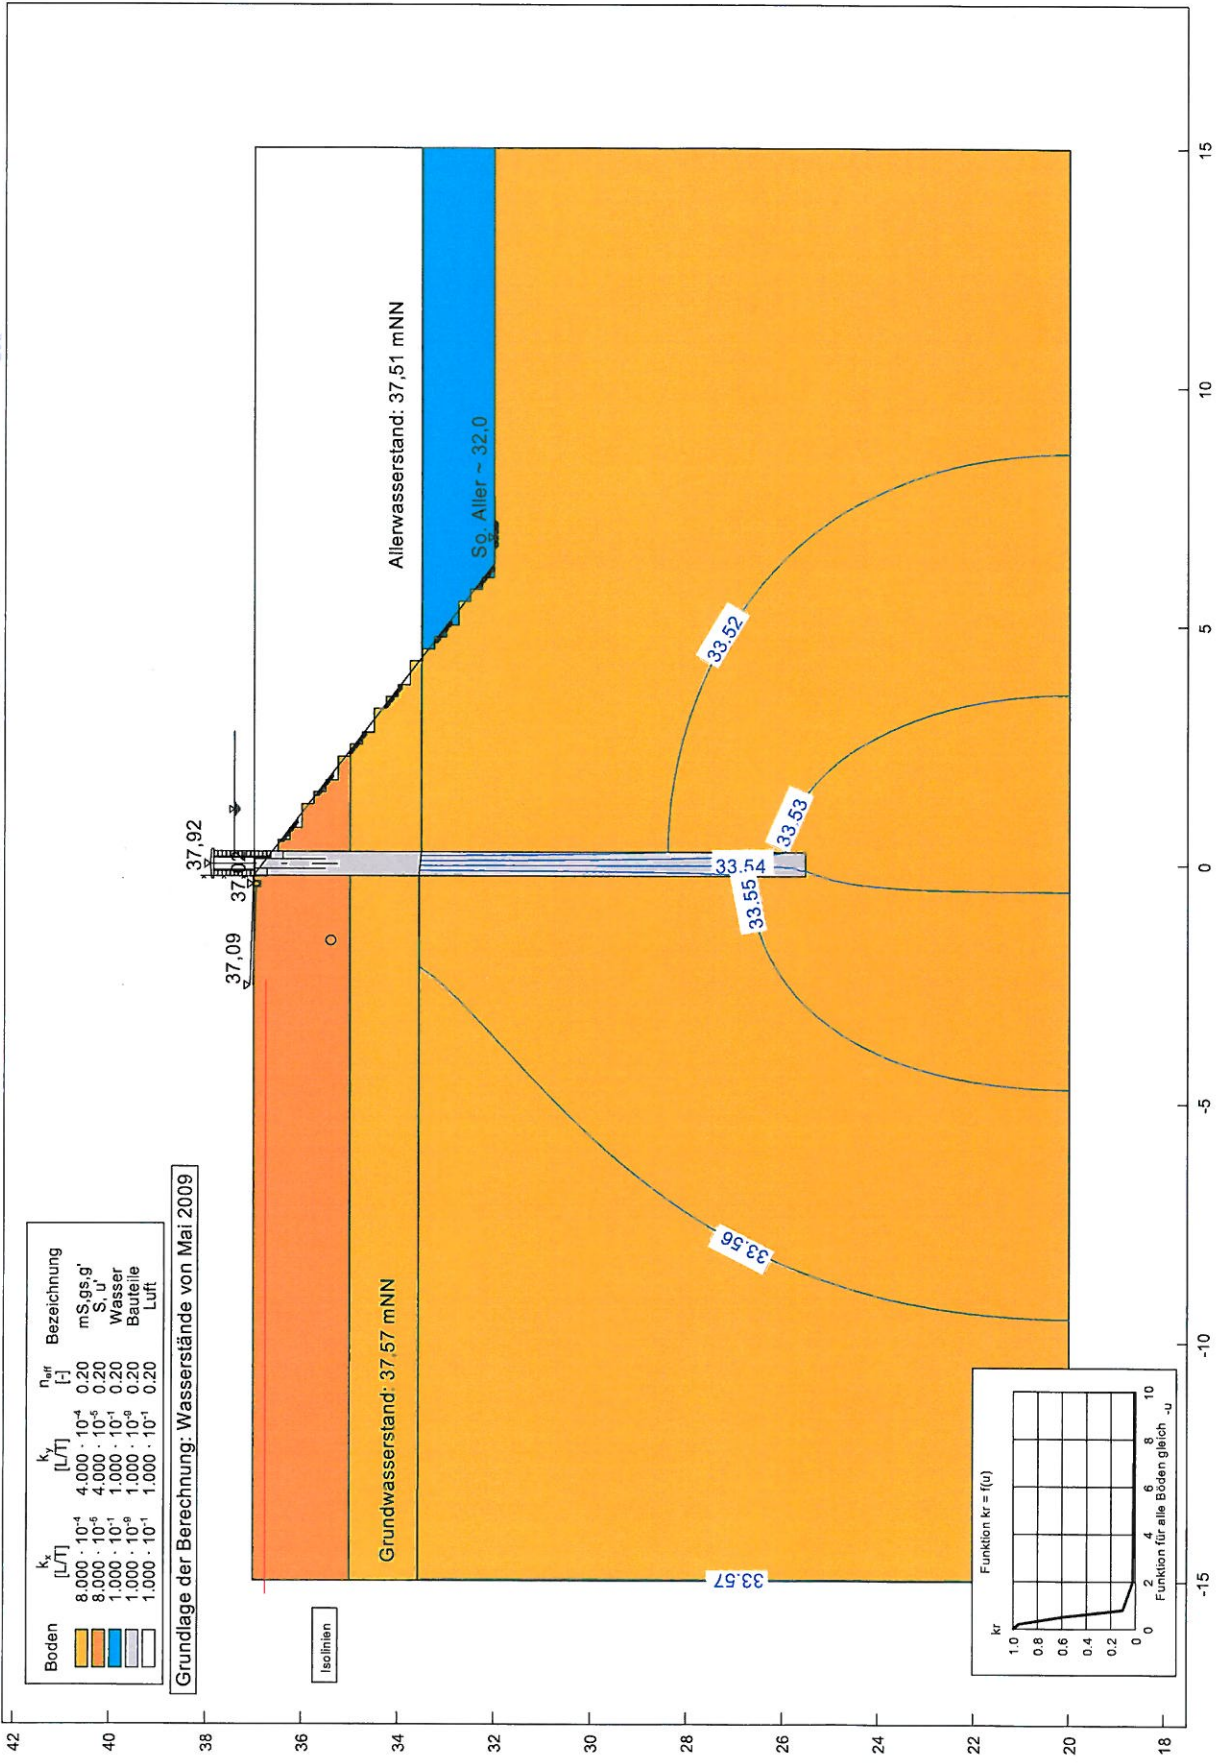 Boden kx [L/T] ky [L/T] neff [-] Bezeichnung
8.000 · 10-4 4.000 · 10-4 0.20 mS,gs,g'
8.000 · 10-5 4.000 · 10-5 0.20 S, u'
1.000 · 10-1 1.000 · 10-1 0.20 Wasser
1.000 · 10-9 1.000 · 10-9 0.20 Bauteile
1.000 · 10-1 1.000 · 10-1 0.20 Luft
Grundlage der Berechnung: Wasserstände von Mai 2009
Isolinien
37,09
37,92
Allerwasserstand: 37,51 mNN
Grundwasserstand: 37,57 mNN
So. Aller ~ 32,0
33.57
33.56
33.55
33.54
33.53
33.52
Funktion kr = f(u)
kr
1.0
0.8
0.6
0.4
0.2
0
0 2 4 6 8 10
Funktion für alle Böden gleich -u
42
40
38
36
34
32
30
28
26
24
22
20
18
-15 -10 -5 0 5 10 15